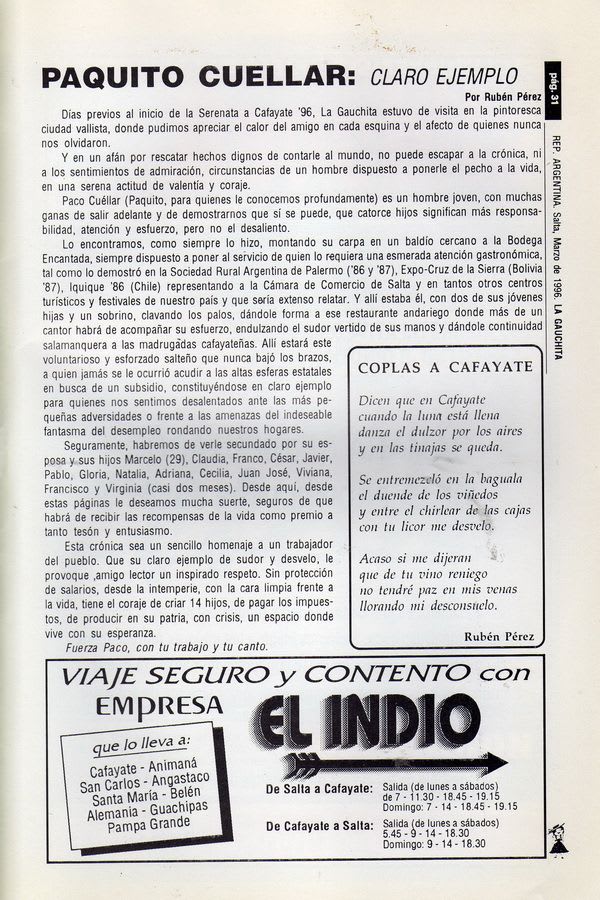 PAQUITO CUELLAR: CLARO EJEMPLO
Por Rubén Pérez
pág. 31
REP. ARGENTINA. Salta, Marzo de 1996. LA GAUCHITA
Días previos al inicio de la Serenata a Cafayate '96, La Gauchita estuvo de visita en la pintoresca
ciudad vallista, donde pudimos apreciar el calor del amigo en cada esquina y el afecto de quienes nunca
nos olvidaron.
Y en un afán por rescatar hechos dignos de contarle al mundo, no puede escapar a la crónica, ni
a los sentimientos de admiración, circunstancias de un hombre dispuesto a ponerle el pecho a la vida,
en una serena actitud de valentía y coraje.
Paco Cuéllar (Paquito, para quienes le conocemos profundamente) es un hombre joven, con muchas
ganas de salir adelante y de demostrarnos que sí se puede, que catorce hijos significan más responsa-
bilidad, atención y esfuerzo, pero no el desaliento.
Lo encontramos, como siempre lo hizo, montando su carpa en un baldío cercano a la Bodega
Encantada, siempre dispuesto a poner al servicio de quien lo requiera una esmerada atención gastronómica,
tal como lo demostró en la Sociedad Rural Argentina de Palermo ('86 y '87), Expo-Cruz de la Sierra (Bolivia
'87), Iquique '86 (Chile) representando a la Cámara de Comercio de Salta y en tantos otros centros
turísticos y festivales de nuestro país y que sería extenso relatar. Y allí estaba él, con dos de sus jóvenes
hijas y un sobrino, clavando los palos, dándole forma a ese restaurante andariego donde más de un
cantor habrá de acompañar su esfuerzo, endulzando el sudor vertido de sus manos y dándole continuidad
salamanquera a las madrugadas cafayateñas. Allí estará este
voluntarioso y esforzado salteño que nunca bajó los brazos,
a quien jamás se le ocurrió acudir a las altas esferas estatales
en busca de un subsidio, constituyéndose en claro ejemplo
para quienes nos sentimos desalentados ante las más pe-
queñas adversidades o frente a las amenazas del indeseable
fantasma del desempleo rondando nuestros hogares.
Seguramente, habremos de verle secundado por su es-
posa y sus hijos Marcelo (29), Claudia, Franco, César, Javier,
Pablo, Gloria, Natalia, Adriana, Cecilia, Juan José, Viviana,
Francisco y Virginia (casi dos meses). Desde aquí, desde
estas páginas le deseamos mucha suerte, seguros de que
habrá de recibir las recompensas de la vida como premio a
tanto tesón y entusiasmo.
Esta crónica sea un sencillo homenaje a un trabajador
del pueblo. Que su claro ejemplo de sudor y desvelo, le
provoque ,amigo lector un inspirado respeto. Sin protección
de salarios, desde la intemperie, con la cara limpia frente a
la vida, tiene el coraje de criar 14 hijos, de pagar los impues-
tos, de producir en su patria, con crisis, un espacio donde
vive con su esperanza.
Fuerza Paco, con tu trabajo y tu canto.
COPLAS A CAFAYATE
Dicen que en Cafayate
cuando la luna está llena
danza el dulzor por los aires
y en las tinajas se queda.
Se entremezcló en la baguala
el duende de los viñedos
y entre el chirlear de las cajas
con tu licor me desvelo.
Acaso si me dijeran
que de tu vino reniego
no tendré paz en mis venas
llorando mi desconsuelo.
Rubén Pérez
VIAJE SEGURO y CONTENTO con
EMPRESA
EL INDIO
que lo lleva a:
Cafayate - Animaná
San Carlos - Angastaco
Santa María - Belén
Alemania - Guachipas
Pampa Grande
De Salta a Cafayate: Salida (de lunes a sábados)
de 7 - 11.30 - 18.45 - 19.15
Domingo: 7 - 14 - 18.45 - 19.15
De Cafayate a Salta: Salida (de lunes a sábados)
5.45 - 9 - 14 - 18.30
Domingo: 9 - 14 - 18.30